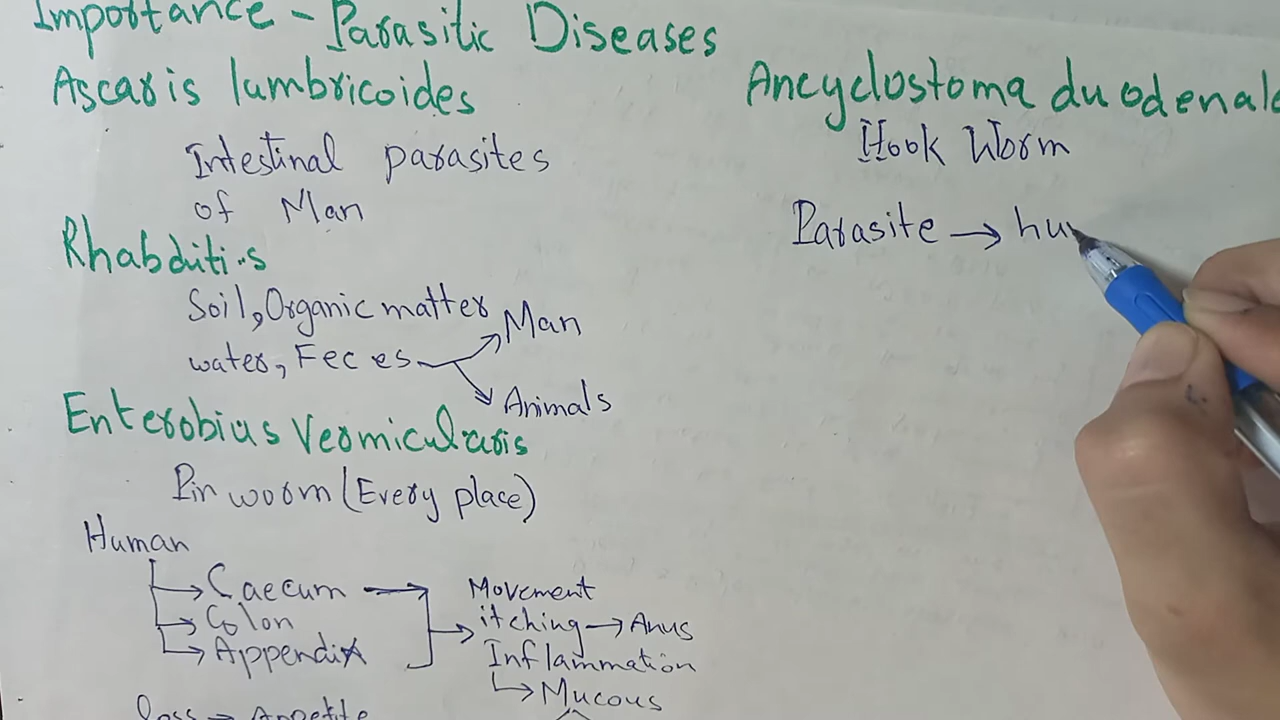 Importance - Parasitic Diseases
Ascaris lumbricoides
Intestinal parasites
of Man
Rhabditis
Soil, Organic matter
water, Feces → Man
→ Animals
Enterobius Vermicularis
Pin worm (Every place)
Human
→ Caecum →
→ Colon
→ Appendix
Movement
→ itching → Anus
Inflammation
↳ Mucous
loss → Appetite
Ancyclostoma duodenale
Hook Worm
Parasite → hu